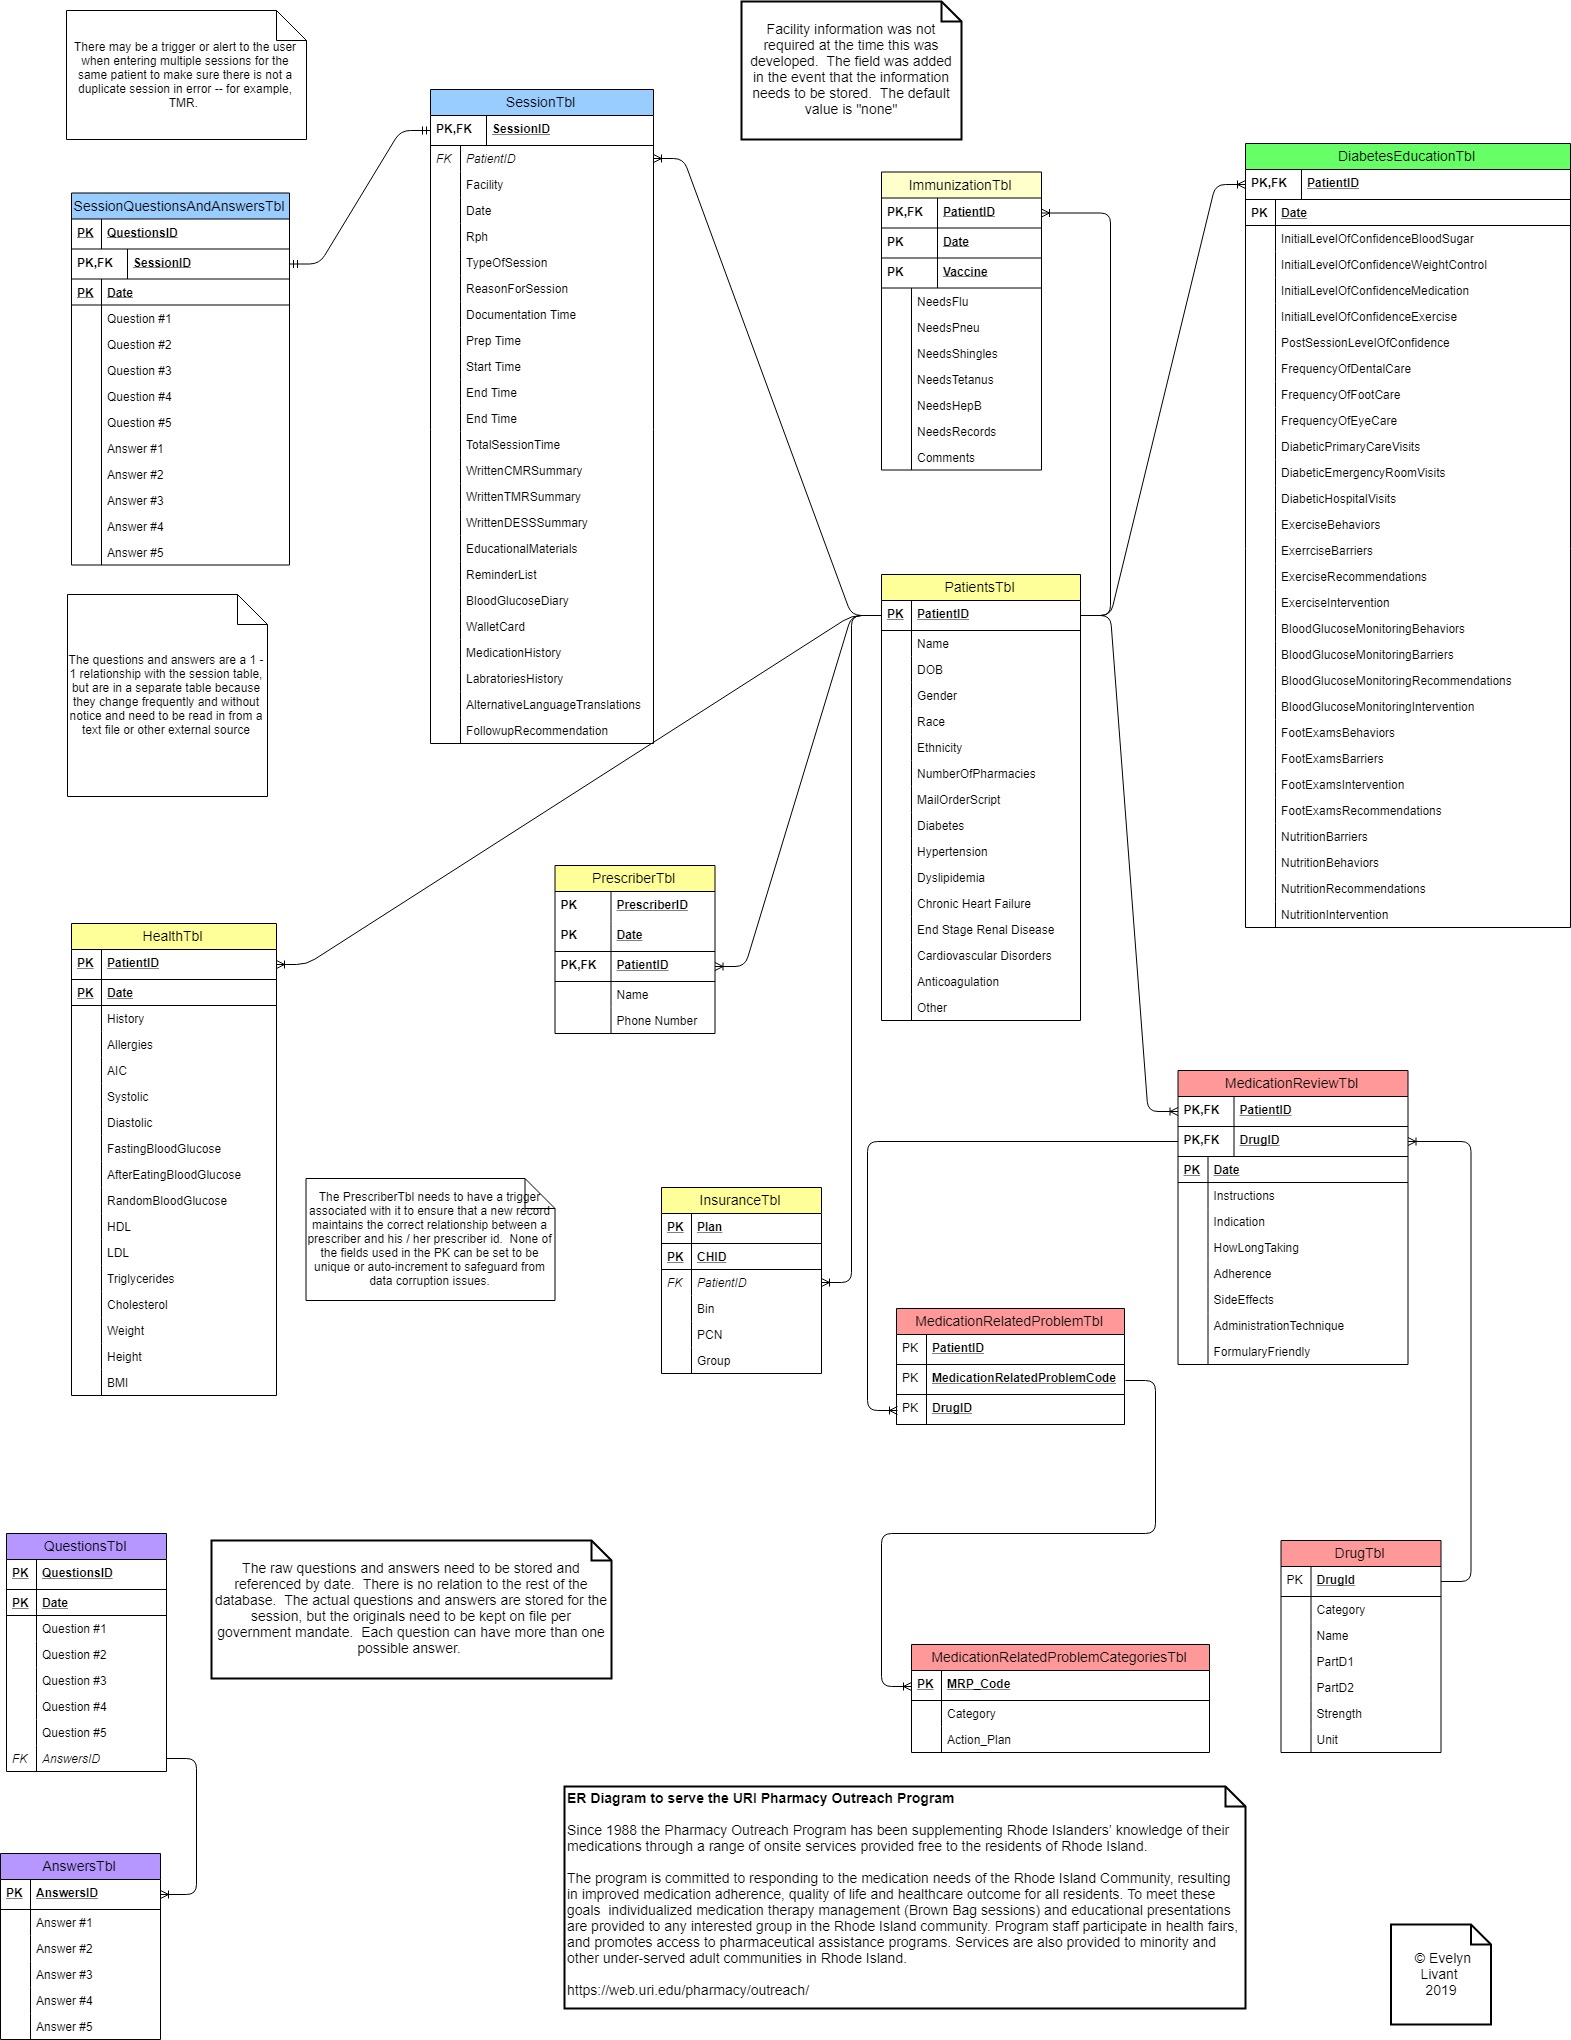 There may be a trigger or alert to the user
when entering multiple sessions for the
same patient to make sure there is not a
duplicate session in error -- for example,
TMR.
Facility information was not
required at the time this was
developed.  The field was added
in the event that the information
needs to be stored.  The default
value is "none"
SessionTbl
PK,FK SessionID
FK PatientID
Facility
Date
Rph
TypeOfSession
ReasonForSession
Documentation Time
Prep Time
Start Time
End Time
End Time
TotalSessionTime
WrittenCMRSummary
WrittenTMRSummary
WrittenDESSSummary
EducationalMaterials
ReminderList
BloodGlucoseDiary
WalletCard
MedicationHistory
LabratoriesHistory
AlternativeLanguageTranslations
FollowupRecommendation
SessionQuestionsAndAnswersTbl
PK QuestionsID
PK,FK SessionID
PK Date
Question #1
Question #2
Question #3
Question #4
Question #5
Answer #1
Answer #2
Answer #3
Answer #4
Answer #5
The questions and answers are a 1 -
1 relationship with the session table,
but are in a separate table because
they change frequently and without
notice and need to be read in from a
text file or other external source
ImmunizationTbl
PK,FK PatientID
PK Date
PK Vaccine
NeedsFlu
NeedsPneu
NeedsShingles
NeedsTetanus
NeedsHepB
NeedsRecords
Comments
DiabetesEducationTbl
PK,FK PatientID
PK Date
InitialLevelOfConfidenceBloodSugar
InitialLevelOfConfidenceWeightControl
InitialLevelOfConfidenceMedication
InitialLevelOfConfidenceExercise
PostSessionLevelOfConfidence
FrequencyOfDentalCare
FrequencyOfFootCare
FrequencyOfEyeCare
DiabeticPrimaryCareVisits
DiabeticEmergencyRoomVisits
DiabeticHospitalVisits
ExerciseBehaviors
ExerrciseBarriers
ExerciseRecommendations
ExerciseIntervention
BloodGlucoseMonitoringBehaviors
BloodGlucoseMonitoringBarriers
BloodGlucoseMonitoringRecommendations
BloodGlucoseMonitoringIntervention
FootExamsBehaviors
FootExamsBarriers
FootExamsIntervention
FootExamsRecommendations
NutritionBarriers
NutritionBehaviors
NutritionRecommendations
NutritionIntervention
PatientsTbl
PK PatientID
Name
DOB
Gender
Race
Ethnicity
NumberOfPharmacies
MailOrderScript
Diabetes
Hypertension
Dyslipidemia
Chronic Heart Failure
End Stage Renal Disease
Cardiovascular Disorders
Anticoagulation
Other
PrescriberTbl
PK PrescriberID
PK Date
PK,FK PatientID
Name
Phone Number
HealthTbl
PK PatientID
PK Date
History
Allergies
AIC
Systolic
Diastolic
FastingBloodGlucose
AfterEatingBloodGlucose
RandomBloodGlucose
HDL
LDL
Triglycerides
Cholesterol
Weight
Height
BMI
The PrescriberTbl needs to have a trigger
associated with it to ensure that a new record
maintains the correct relationship between a
prescriber and his / her prescriber id.  None of
the fields used in the PK can be set to be
unique or auto-increment to safeguard from
data corruption issues.
InsuranceTbl
PK Plan
PK CHID
FK PatientID
Bin
PCN
Group
MedicationReviewTbl
PK,FK PatientID
PK,FK DrugID
PK Date
Instructions
Indication
HowLongTaking
Adherence
SideEffects
AdministrationTechnique
FormularyFriendly
MedicationRelatedProblemTbl
PK PatientID
PK MedicationRelatedProblemCode
PK DrugID
QuestionsTbl
PK QuestionsID
PK Date
Question #1
Question #2
Question #3
Question #4
Question #5
FK AnswersID
The raw questions and answers need to be stored and
referenced by date.  There is no relation to the rest of the
database.  The actual questions and answers are stored for the
session, but the originals need to be kept on file per
government mandate.  Each question can have more than one
possible answer.
DrugTbl
PK DrugId
Category
Name
PartD1
PartD2
Strength
Unit
MedicationRelatedProblemCategoriesTbl
PK MRP_Code
Category
Action_Plan
AnswersTbl
PK AnswersID
Answer #1
Answer #2
Answer #3
Answer #4
Answer #5
ER Diagram to serve the URI Pharmacy Outreach Program
Since 1988 the Pharmacy Outreach Program has been supplementing Rhode Islanders’ knowledge of their
medications through a range of onsite services provided free to the residents of Rhode Island.
The program is committed to responding to the medication needs of the Rhode Island Community, resulting
in improved medication adherence, quality of life and healthcare outcome for all residents. To meet these
goals  individualized medication therapy management (Brown Bag sessions) and educational presentations
are provided to any interested group in the Rhode Island community. Program staff participate in health fairs,
and promotes access to pharmaceutical assistance programs. Services are also provided to minority and
other under-served adult communities in Rhode Island.
https://web.uri.edu/pharmacy/outreach/
© Evelyn
Livant
2019